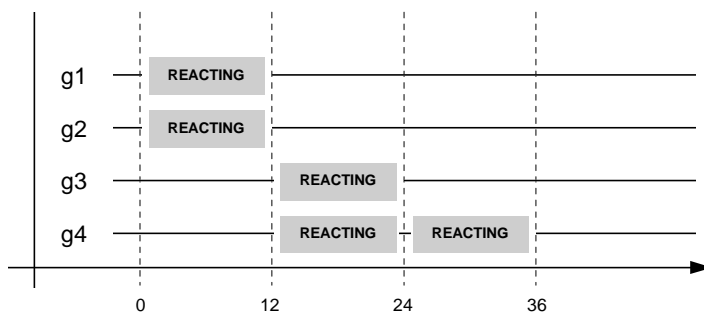 g1 REACTING
g2 REACTING
g3 REACTING
g4 REACTING REACTING
0 12 24 36